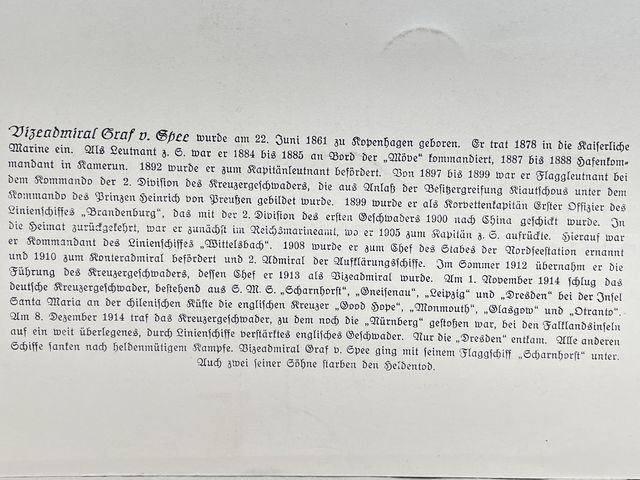 Vizeadmiral Graf v. Spee wurde am 22. Juni 1861 zu Kopenhagen geboren. Er trat 1878 in die Kaiserliche
Marine ein. Als Leutnant z. S. war er 1884 bis 1885 an Bord der „Möve“ kommandiert, 1887 bis 1888 Hafenkom-
mandant in Kamerun. 1892 wurde er zum Kapitänleutnant befördert. Von 1897 bis 1899 war er Flaggleutnant bei
dem Kommando der 2. Division des Kreuzergeschwaders, die aus Anlaß der Besitzergreifung Kiautschous unter dem
Kommando des Prinzen Heinrich von Preußen gebildet wurde. 1899 wurde er als Korvettenkapitän Erster Offizier des
Linienschiffes „Brandenburg“, das mit der 2. Division des ersten Geschwaders 1900 nach China geschickt wurde. In
die Heimat zurückgekehrt, war er zunächst im Reichsmarineamt, wo er 1905 zum Kapitän z. S. aufrückte. Hierauf war
er Kommandant des Linienschiffes „Wittelsbach“. 1908 wurde er zum Chef des Stabes der Nordseestation ernannt
und 1910 zum Konteradmiral befördert und 2. Admiral der Aufklärungsschiffe. Im Sommer 1912 übernahm er die
Führung des Kreuzergeschwaders, dessen Chef er 1913 als Vizeadmiral wurde. Am 1. November 1914 schlug das
deutsche Kreuzergeschwader, bestehend aus S. M. S. „Scharnhorst“, „Gneisenau“, „Leipzig“ und „Dresden“ bei der Insel
Santa Maria an der chilenischen Küste die englischen Kreuzer „Good Hope“, „Monmouth“, „Glasgow“ und „Otranto“.
Am 8. Dezember 1914 traf das Kreuzergeschwader, zu dem noch die „Nürnberg“ gestoßen war, bei den Falklandsinseln
auf ein weit überlegenes, durch Linienschiffe verstärktes englisches Geschwader. Nur die „Dresden“ entkam. Alle anderen
Schiffe sanken nach heldenmütigem Kampfe. Vizeadmiral Graf v. Spee ging mit seinem Flaggschiff „Scharnhorst“ unter.
Auch zwei seiner Söhne starben den Heldentod.